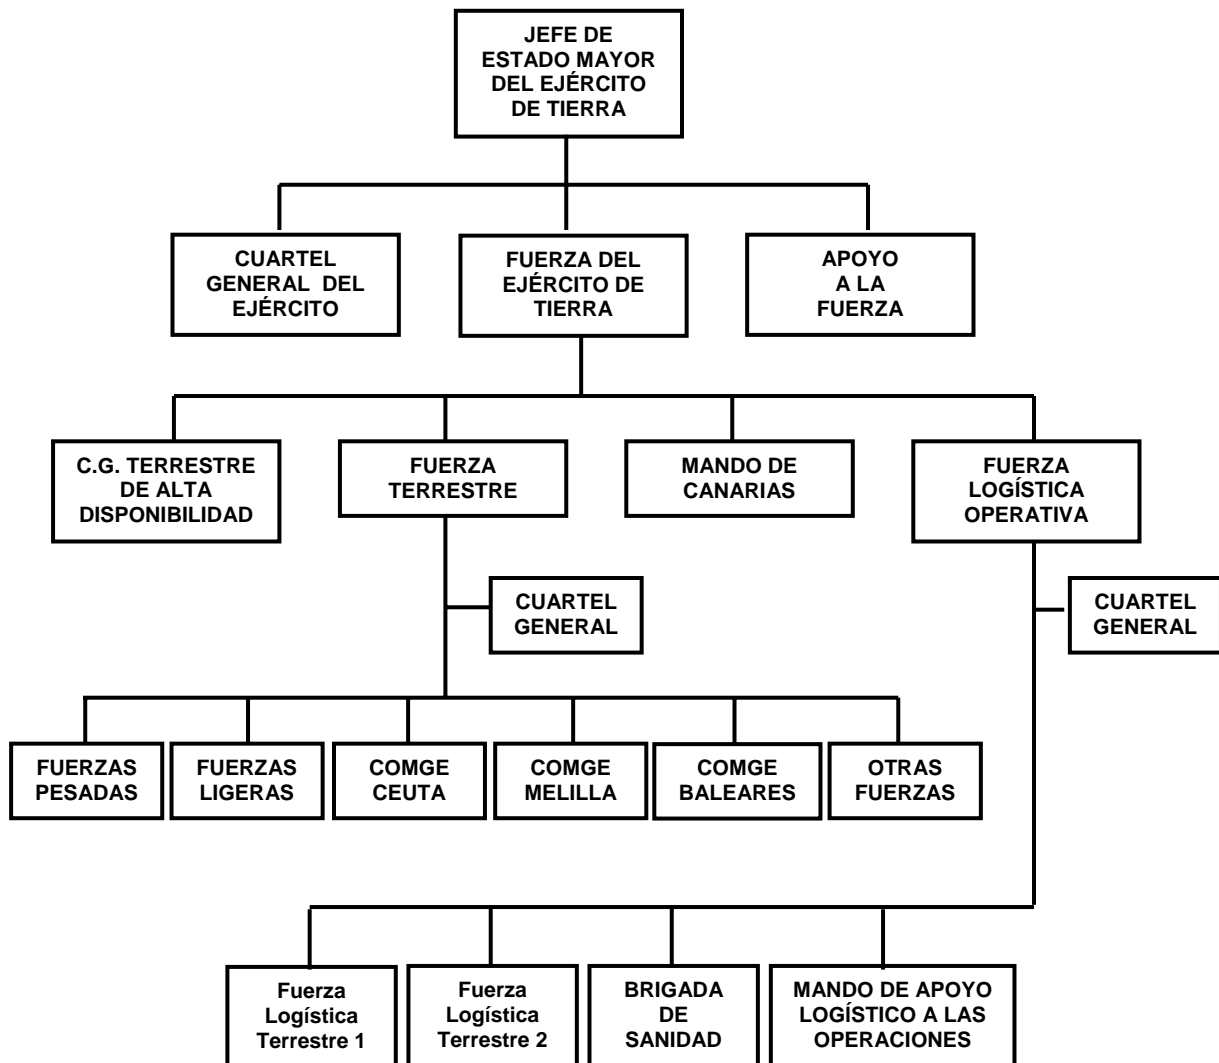 JEFE DE
ESTADO MAYOR
DEL EJÉRCITO
DE TIERRA
CUARTEL
GENERAL DEL
EJÉRCITO
FUERZA DEL
EJÉRCITO DE
TIERRA
APOYO
A LA
FUERZA
C.G. TERRESTRE
DE ALTA
DISPONIBILIDAD
FUERZA
TERRESTRE
MANDO DE
CANARIAS
FUERZA
LOGÍSTICA
OPERATIVA
CUARTEL
GENERAL
CUARTEL
GENERAL
FUERZAS
PESADAS
FUERZAS
LIGERAS
COMGE
CEUTA
COMGE
MELILLA
COMGE
BALEARES
OTRAS
FUERZAS
Fuerza
Logística
Terrestre 1
Fuerza
Logística
Terrestre 2
BRIGADA
DE
SANIDAD
MANDO DE APOYO
LOGÍSTICO A LAS
OPERACIONES